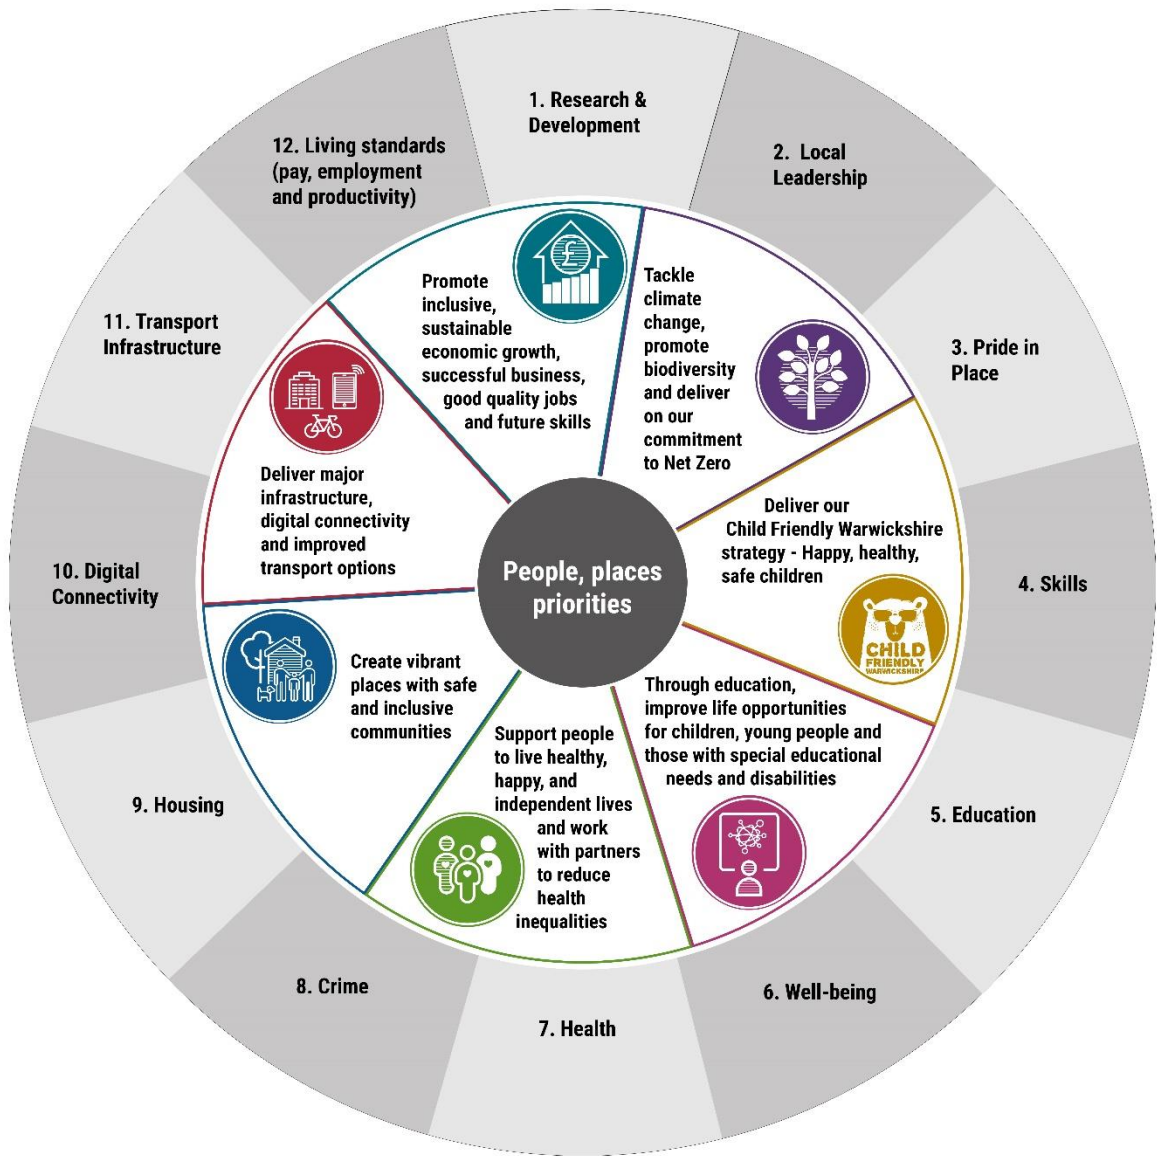 1. Research &
Development
2. Local
Leadership
3. Pride in
Place
4. Skills
5. Education
6. Well-being
7. Health
8. Crime
9. Housing
10. Digital
Connectivity
11. Transport
Infrastructure
12. Living standards
(pay, employment
and productivity)
Promote
inclusive,
sustainable
economic growth,
successful business,
good quality jobs
and future skills
£
Tackle
climate
change,
promote
biodiversity
and deliver
on our
commitment
to Net Zero
Deliver our
Child Friendly Warwickshire
strategy - Happy, healthy,
safe children
CHILD
FRIENDLY
WARWICKSHIRE
Through education,
improve life opportunities
for children, young people and
those with special educational
needs and disabilities
Support people
to live healthy,
happy, and
independent lives
and work
with partners
to reduce
health
inequalities
Create vibrant
places with safe
and inclusive
communities
Deliver major
infrastructure,
digital connectivity
and improved
transport options
People, places
priorities